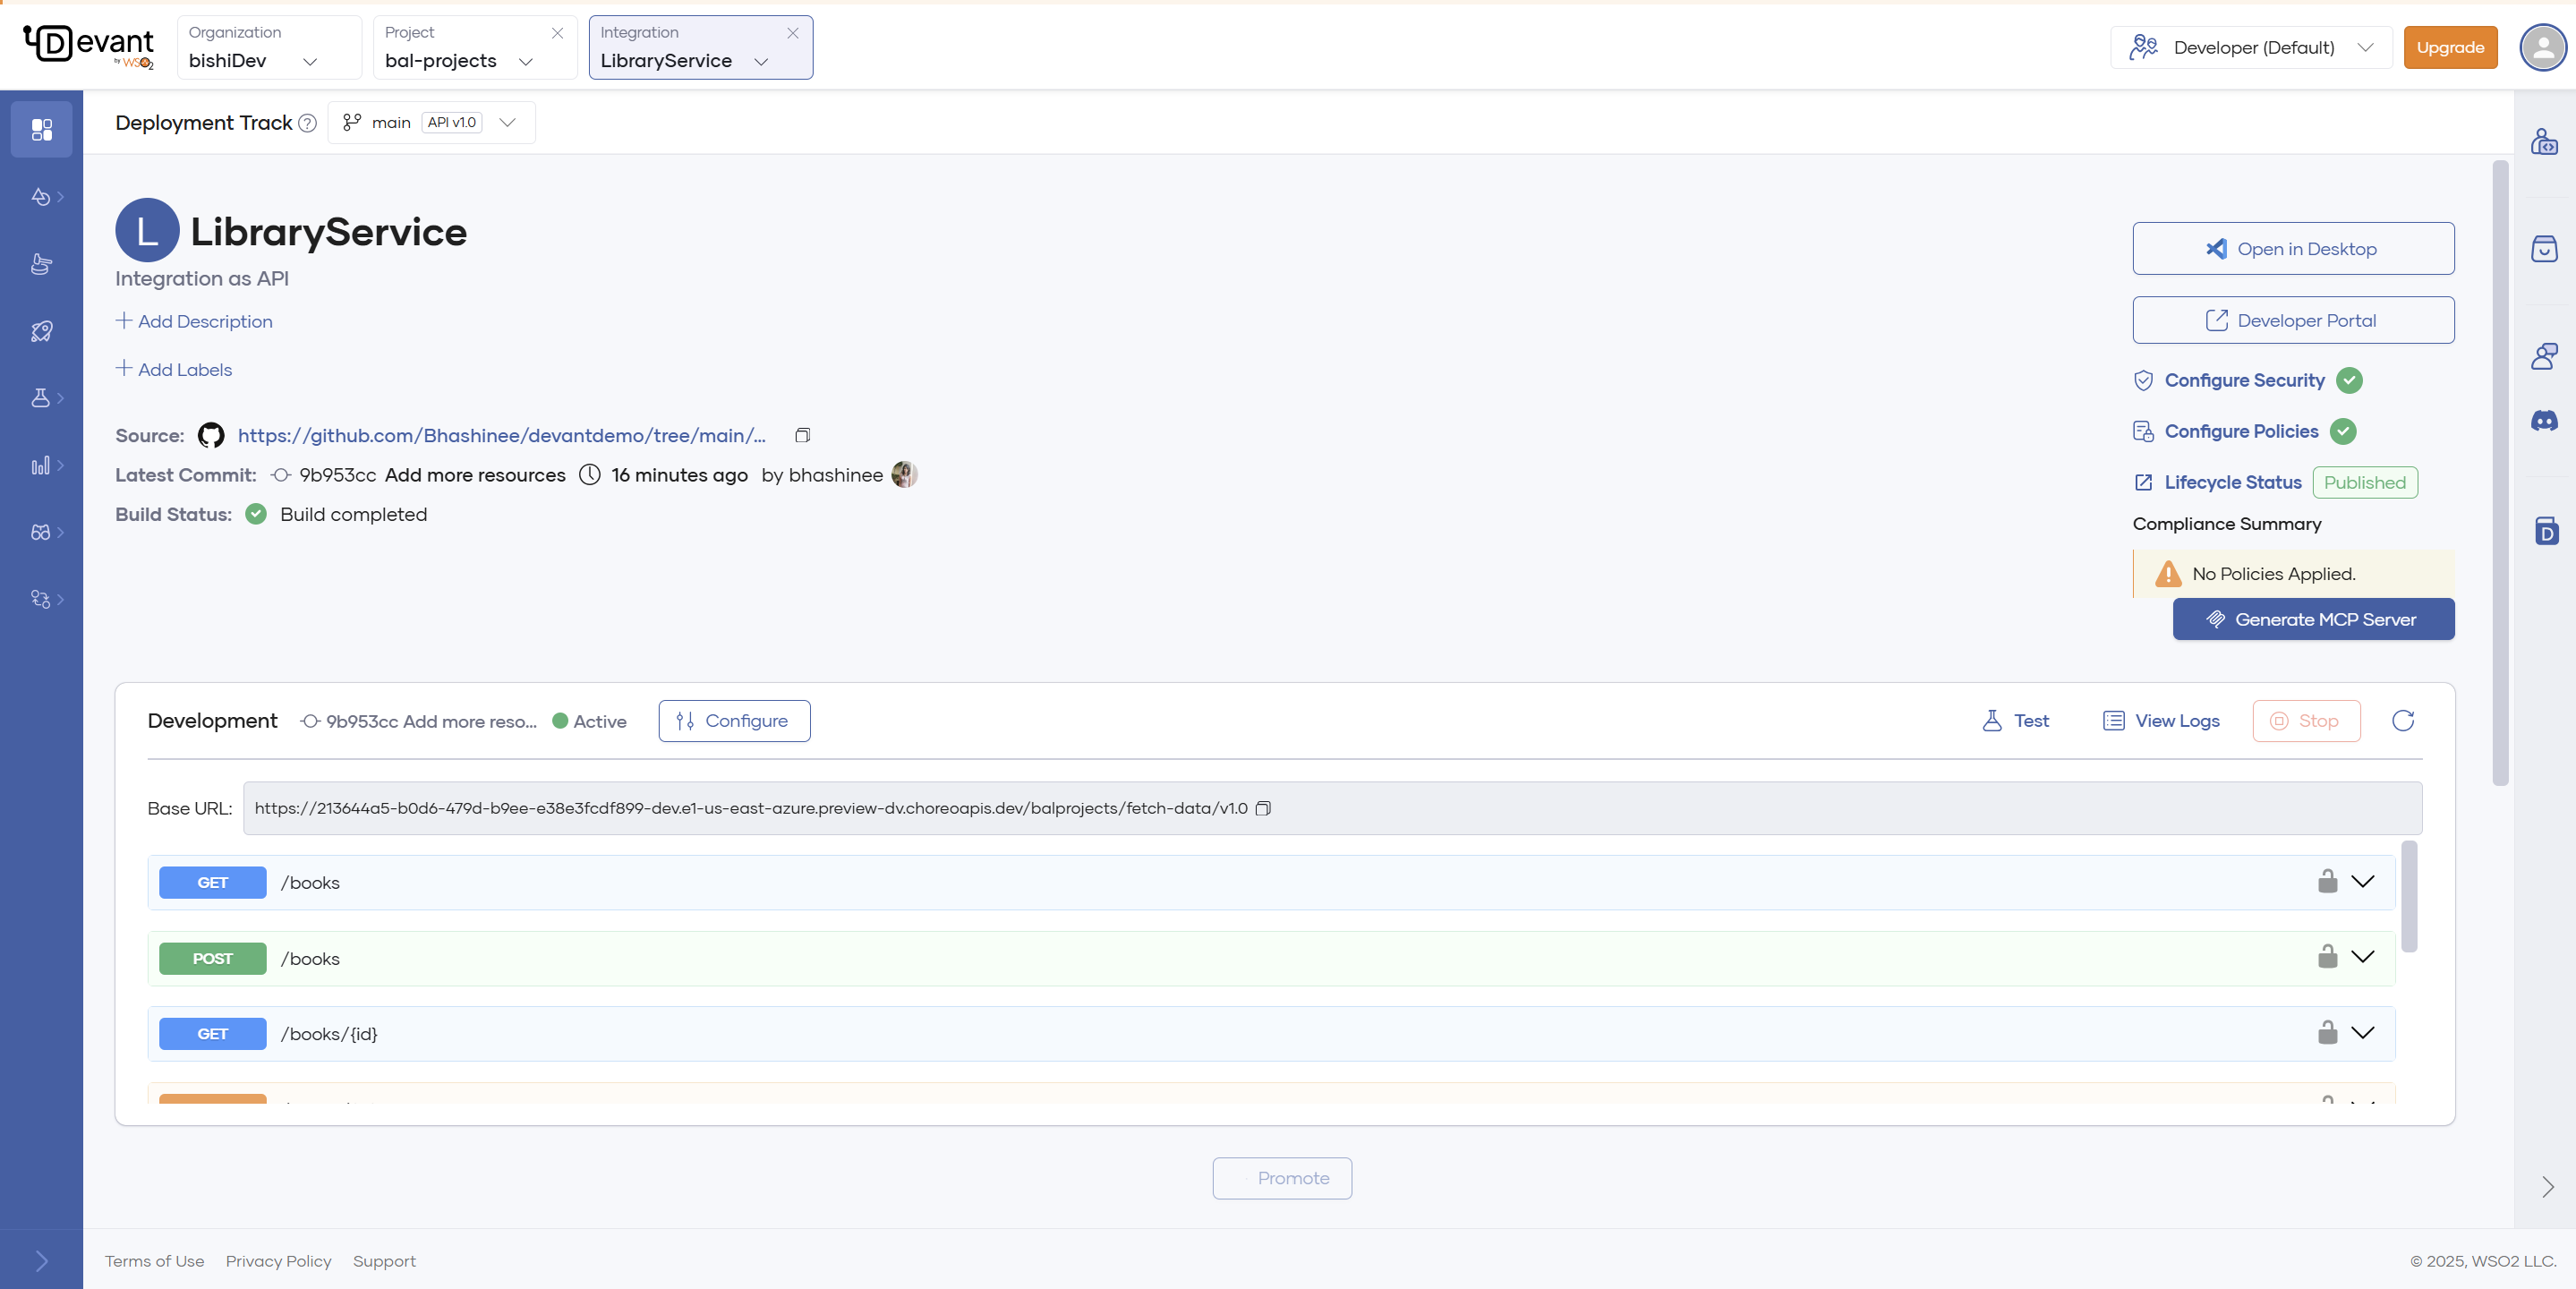 Devant
by WSO2
Organization
bishiDev
Project
bal-projects
Integration
LibraryService
Developer (Default)
Upgrade
Deployment Track
?
main
API v1.0
L
LibraryService
Integration as API
Add Description
Add Labels
Source:
https://github.com/Bhashinee/devantdemo/tree/main/...
Latest Commit:
9b953cc Add more resources
16 minutes ago
by bhashinee
Build Status:
Build completed
Open in Desktop
Developer Portal
Configure Security
Configure Policies
Lifecycle Status
Published
Compliance Summary
No Policies Applied.
Generate MCP Server
D
Development
9b953cc Add more reso...
Active
Configure
Test
View Logs
Stop
Base URL:
https://213644a5-b0d6-479d-b9ee-e38e3fcdf899-dev.e1-us-east-azure.preview-dv.choreoapis.dev/balprojects/fetch-data/v1.0
GET
/books
POST
/books
GET
/books/{id}
Promote
Terms of Use
Privacy Policy
Support
© 2025, WSO2 LLC.